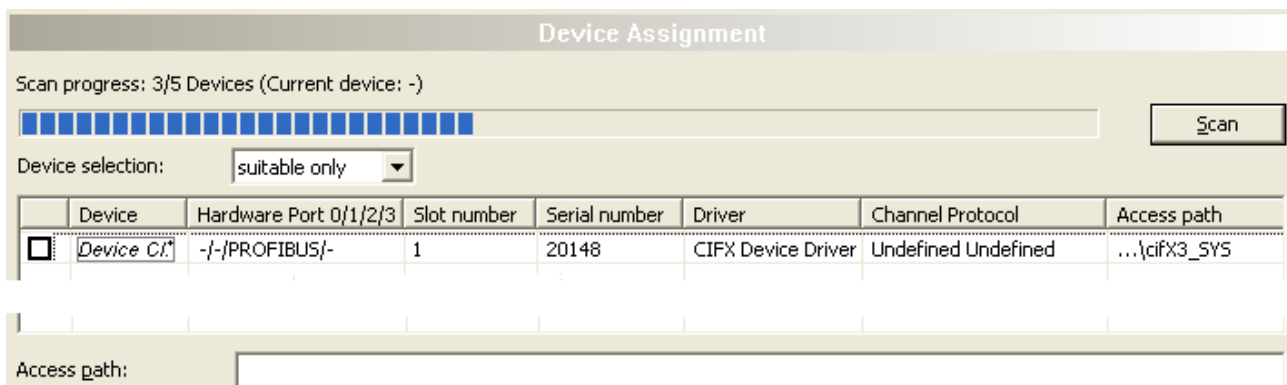 Device Assignment
Scan progress: 3/5 Devices (Current device: -)
Scan
Device selection: suitable only
Device Hardware Port 0/1/2/3 Slot number Serial number Driver Channel Protocol Access path
Device CI.* -/-/PROFIBUS/- 1 20148 CIFX Device Driver Undefined Undefined ...\cifX3_SYS
Access path: